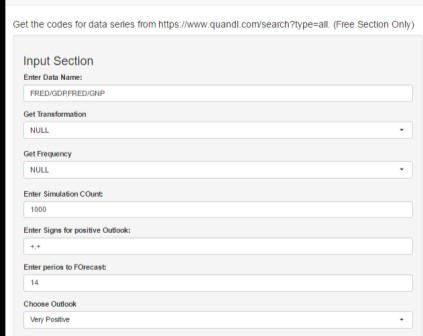 Get the codes for data series from https://www.quandl.com/search?type=all. (Free Section Only)
Input Section
Enter Data Name:
FRED/GDP,FRED/GNP
Get Transformation
NULL
Get Frequency
NULL
Enter Simulation COunt:
1000
Enter Signs for positive Outlook:
+,+
Enter perios to FOrecast:
14
Choose Outlook
Very Positive